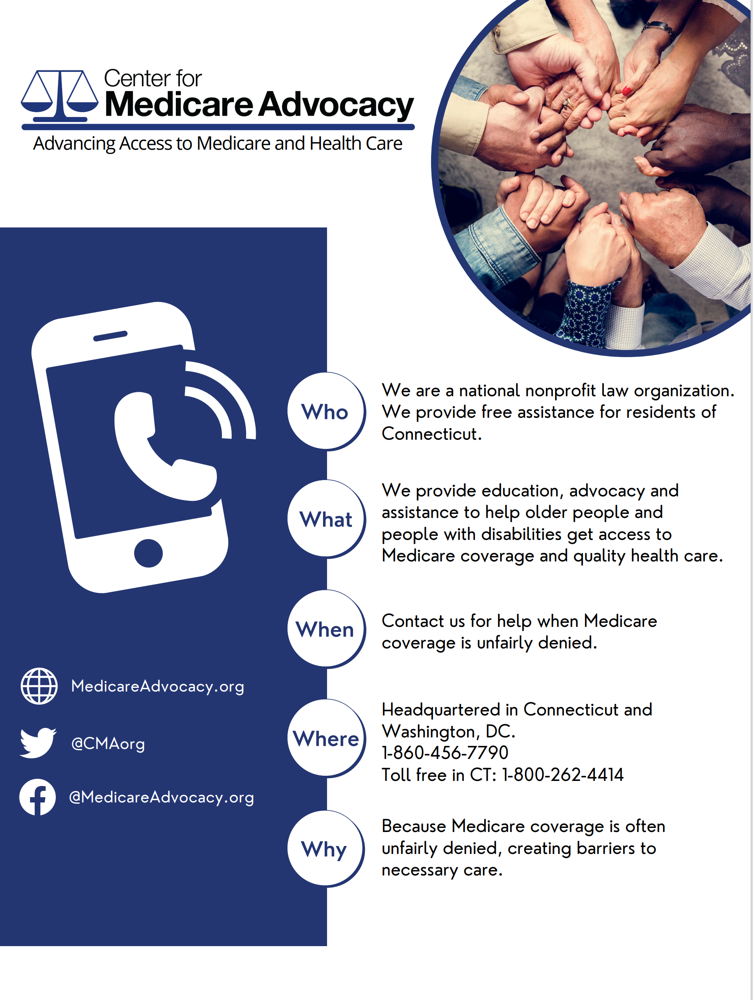 Center for
Medicare Advocacy
Advancing Access to Medicare and Health Care
Who
We are a national nonprofit law organization.
We provide free assistance for residents of
Connecticut.
What
We provide education, advocacy and
assistance to help older people and
people with disabilities get access to
Medicare coverage and quality health care.
When
Contact us for help when Medicare
coverage is unfairly denied.
Where
Headquartered in Connecticut and
Washington, DC.
1-860-456-7790
Toll free in CT: 1-800-262-4414
Why
Because Medicare coverage is often
unfairly denied, creating barriers to
necessary care.
MedicareAdvocacy.org
@CMAorg
@MedicareAdvocacy.org